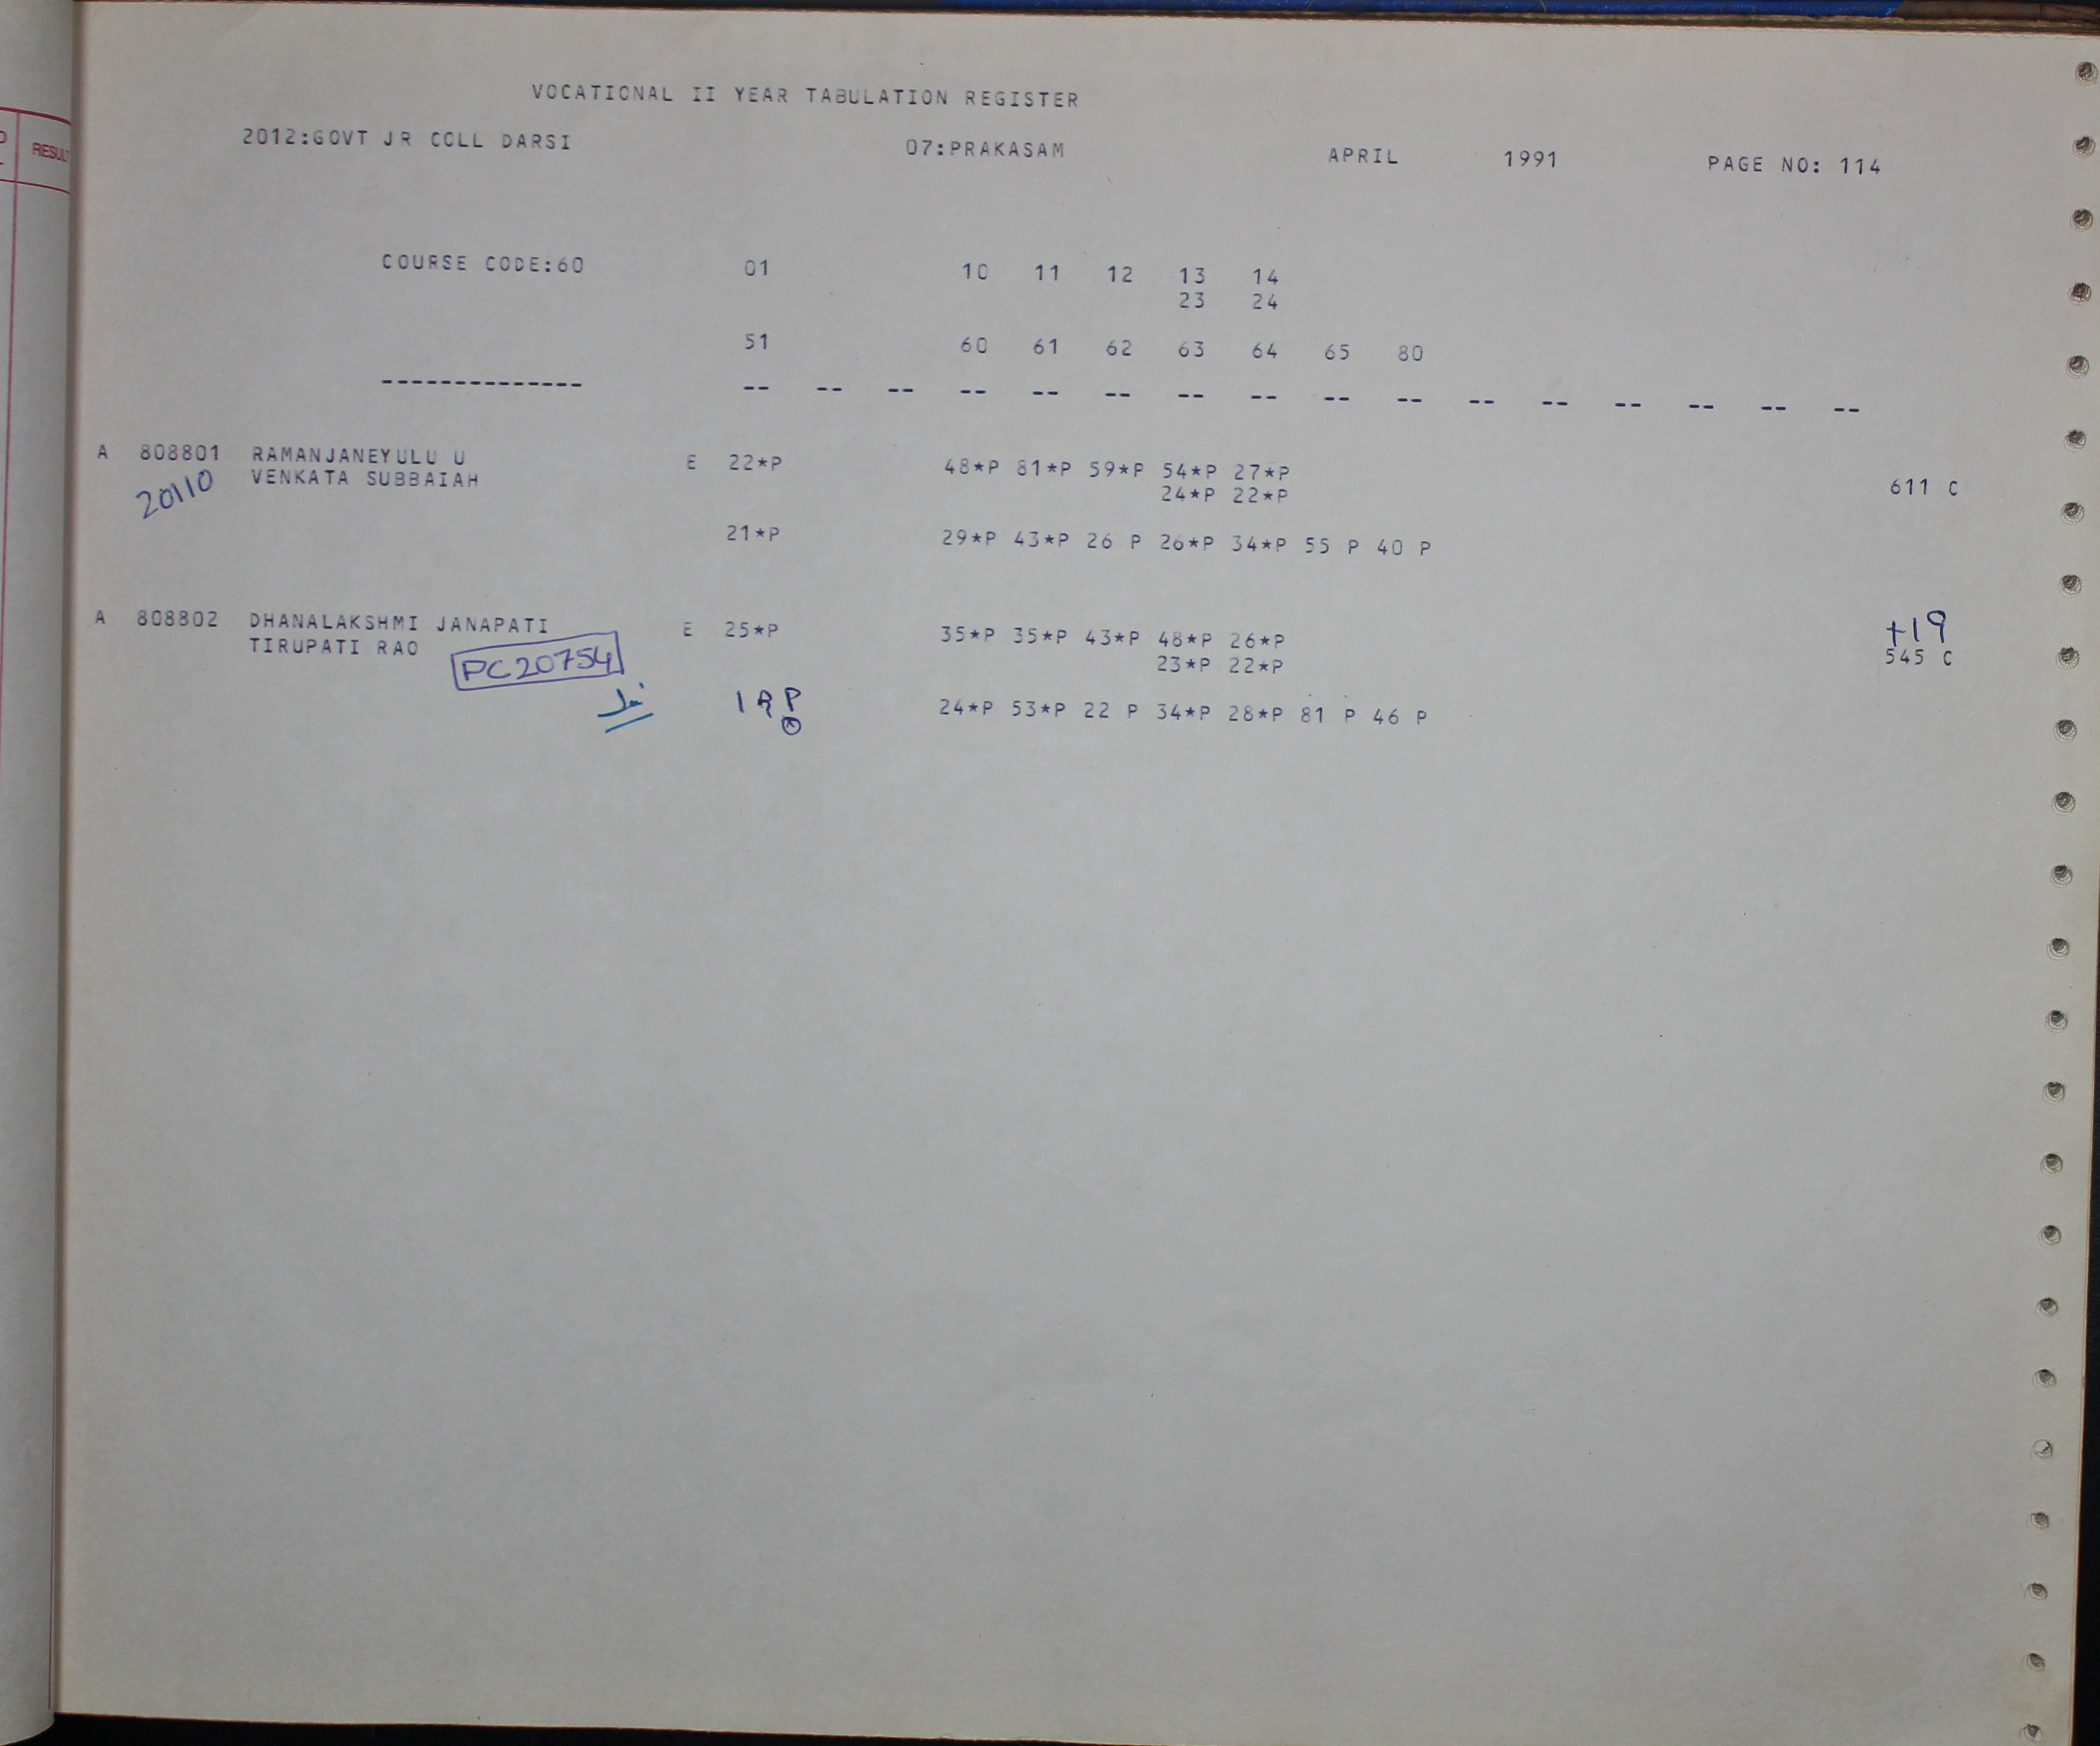 VOCATIONAL II YEAR TABULATION REGISTER
2012:GOVT JR COLL DARSI 07:PRAKASAM APRIL 1991 PAGE NO: 114
RESULT
COURSE CODE:60 01 10 11 12 13 14
23 24
51 60 61 62 63 64 65 80
-------------- -- -- -- -- -- -- -- -- -- -- -- -- -- -- -- --
A 808801 RAMANJANEYULU U E 22*P 48*P 81*P 59*P 54*P 27*P
20110 VENKATA SUBBAIAH 24*P 22*P 611 C
21*P 29*P 43*P 26 P 26*P 34*P 55 P 40 P
A 808802 DHANALAKSHMI JANAPATI E 25*P 35*P 35*P 43*P 48*P 26*P +19
TIRUPATI RAO 23*P 22*P 545 C
PC20754
24*P 53*P 22 P 34*P 28*P 81 P 46 P